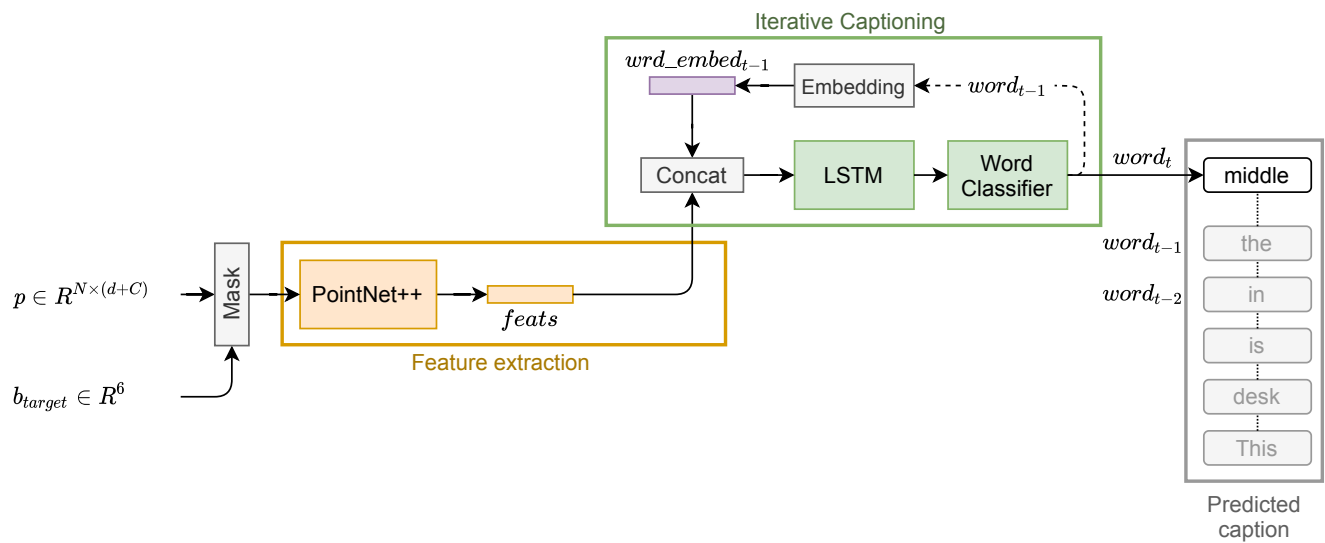 Iterative Captioning
wrd_embed_{t-1}
Embedding
word_{t-1}
Concat
LSTM
Word
Classifier
word_t
middle
word_{t-1}
the
word_{t-2}
in
is
desk
This
Predicted
caption
p ∈ R^{N×(d+C)}
Mask
PointNet++
feats
Feature extraction
b_{target} ∈ R^6